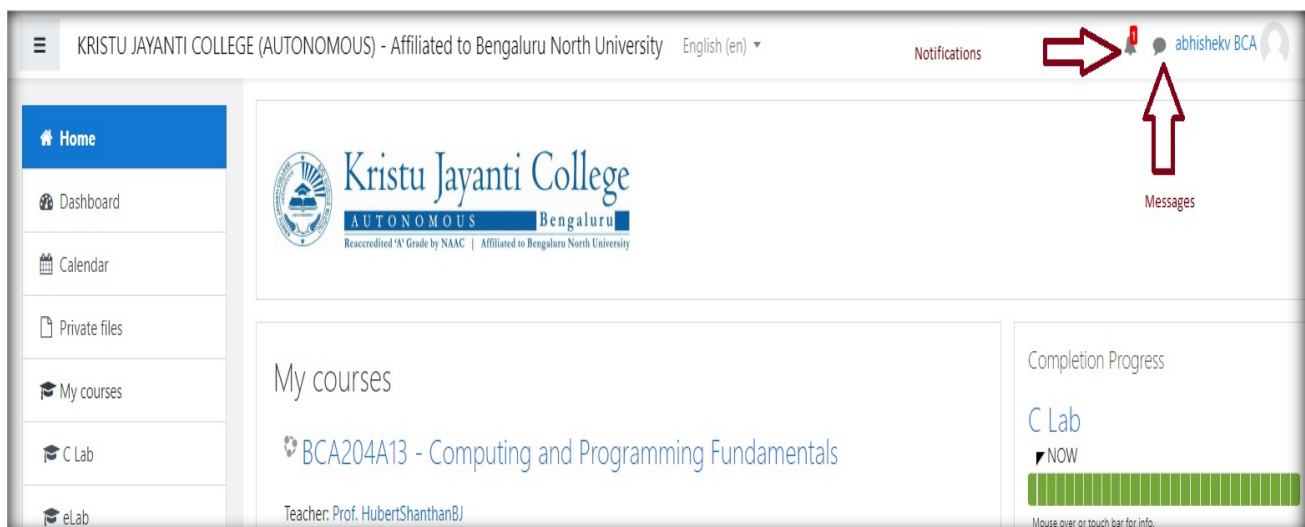 KRISTU JAYANTI COLLEGE (AUTONOMOUS) - Affiliated to Bengaluru North University English (en)
Notifications
1
abhishekv BCA
Messages
Home
Dashboard
Calendar
Private files
My courses
C Lab
eLab
Kristu Jayanti College
AUTONOMOUS Bengaluru
Reaccredited 'A' Grade by NAAC | Affiliated to Bengaluru North University
My courses
BCA204A13 - Computing and Programming Fundamentals
Teacher: Prof. HubertShanthanBJ
Completion Progress
C Lab
NOW
Mouse over or touch bar for info.